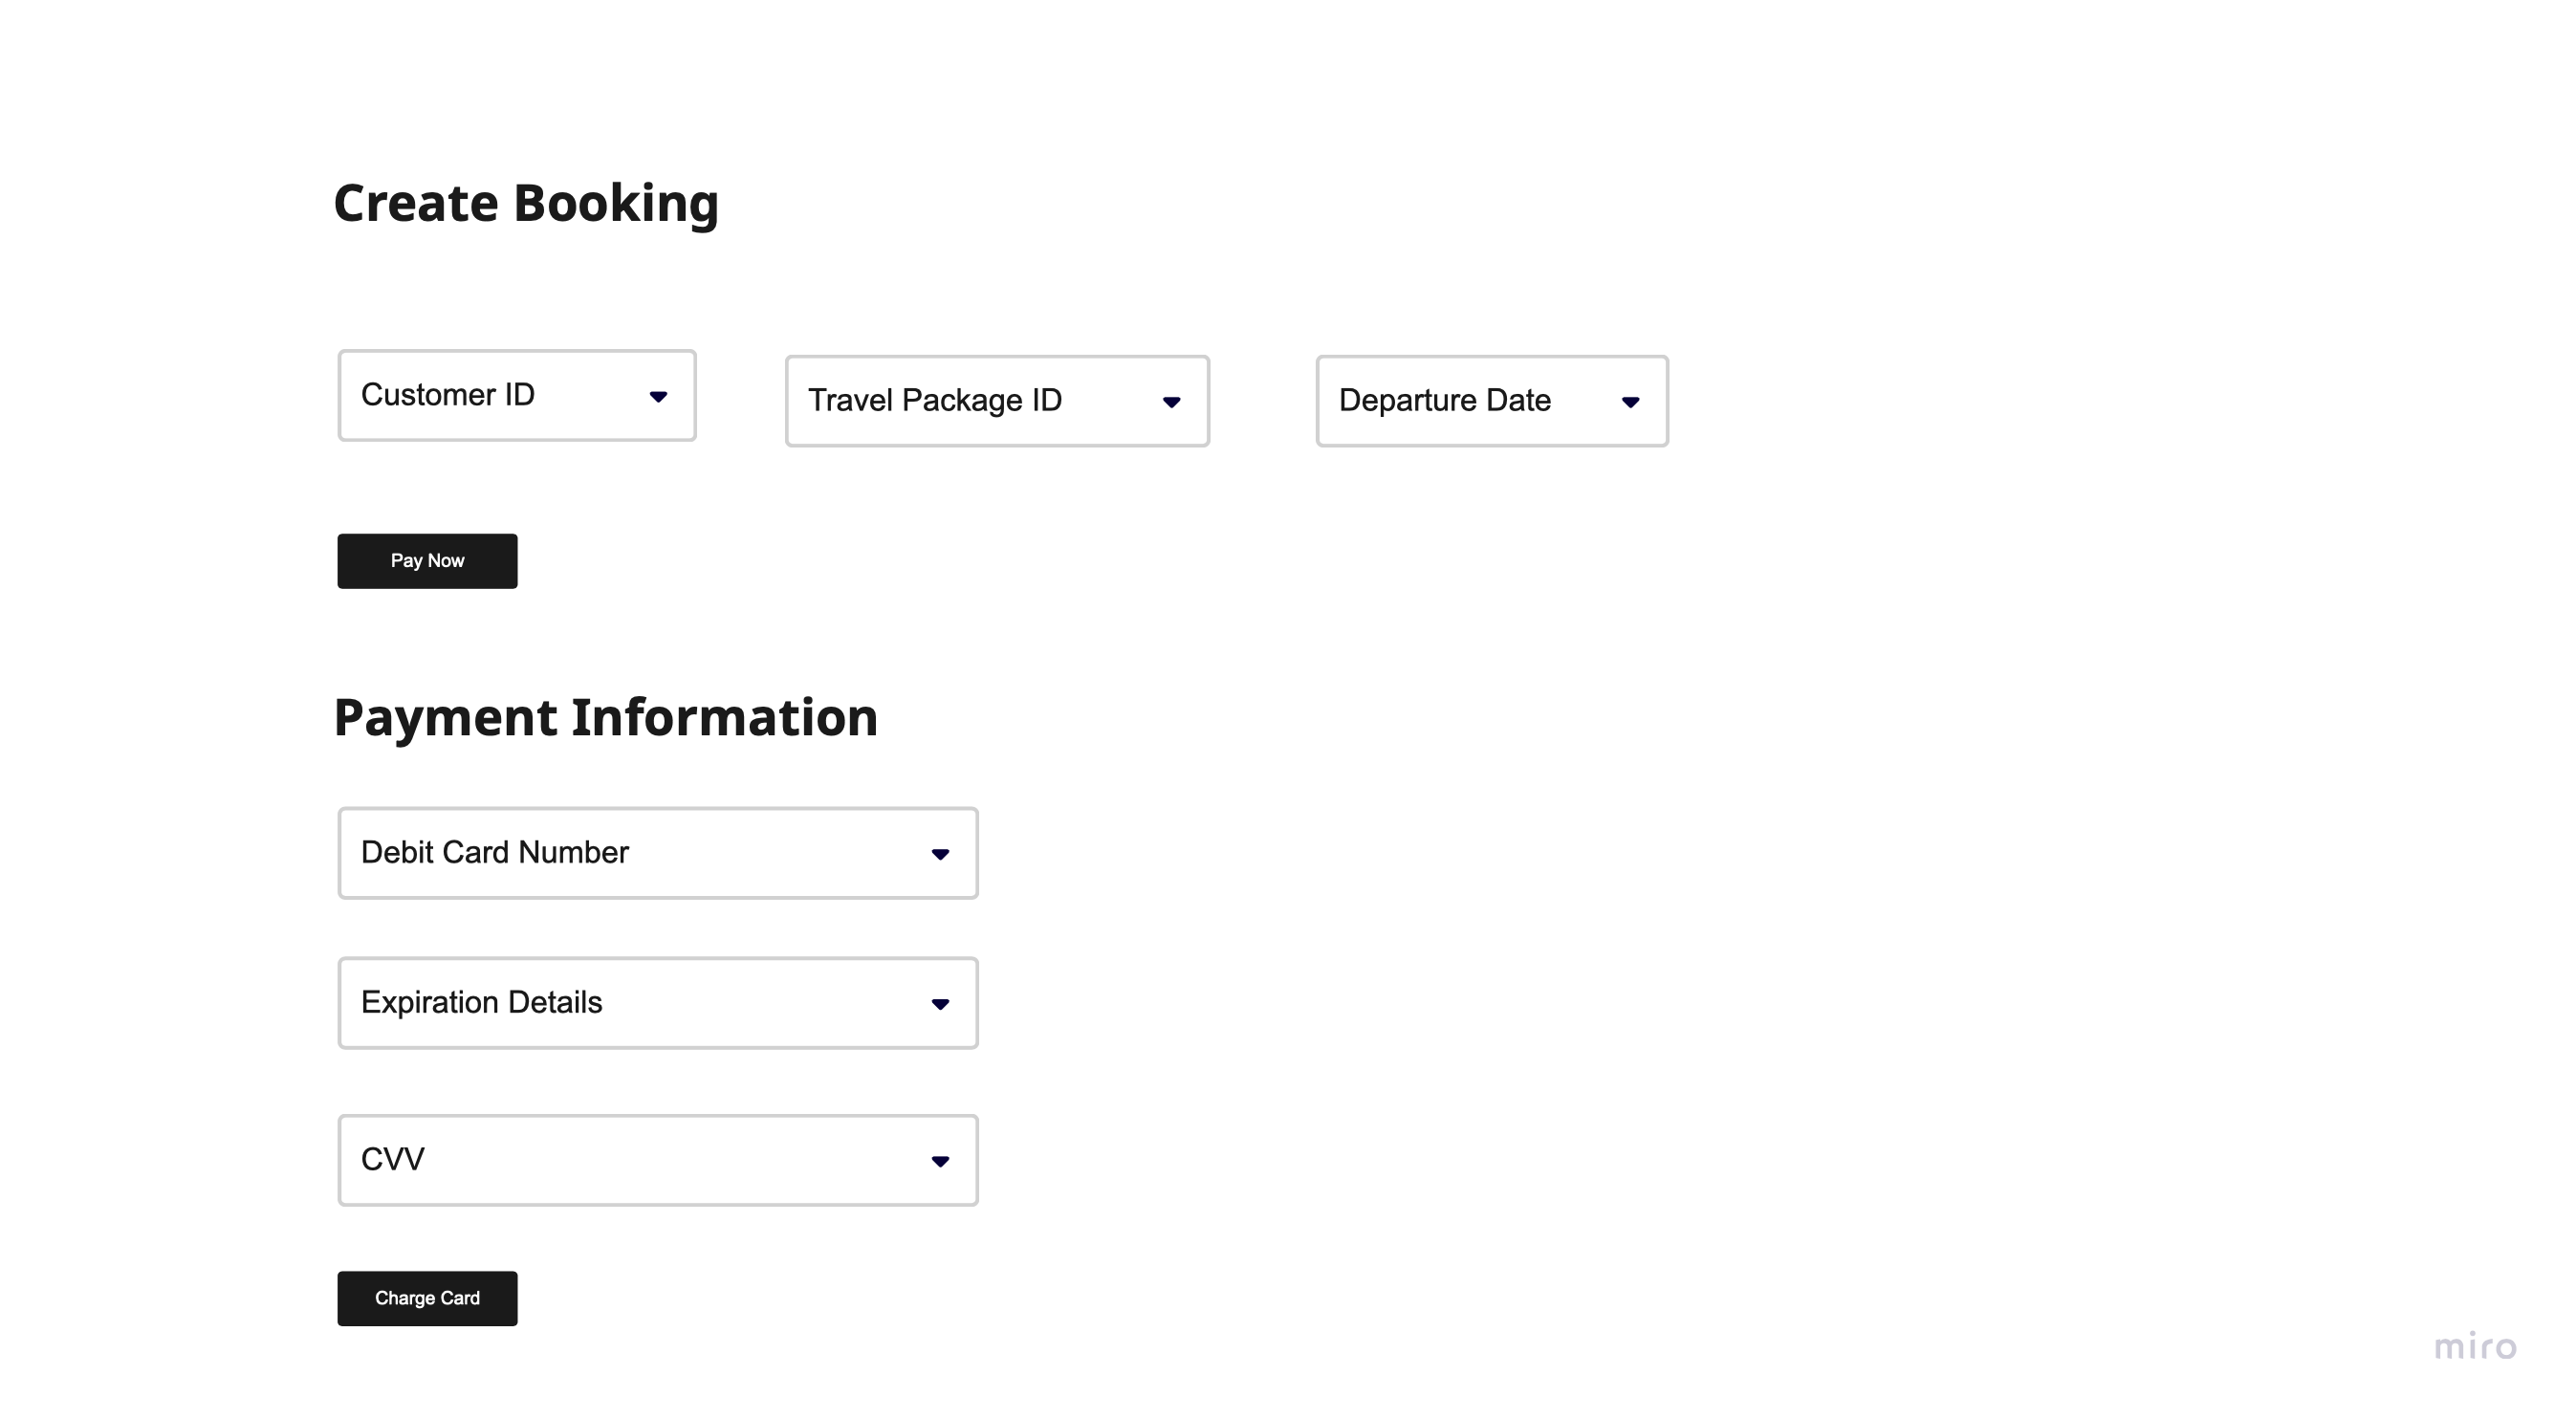 Create Booking
Customer ID
Travel Package ID
Departure Date
Pay Now
Payment Information
Debit Card Number
Expiration Details
CVV
Charge Card
miro